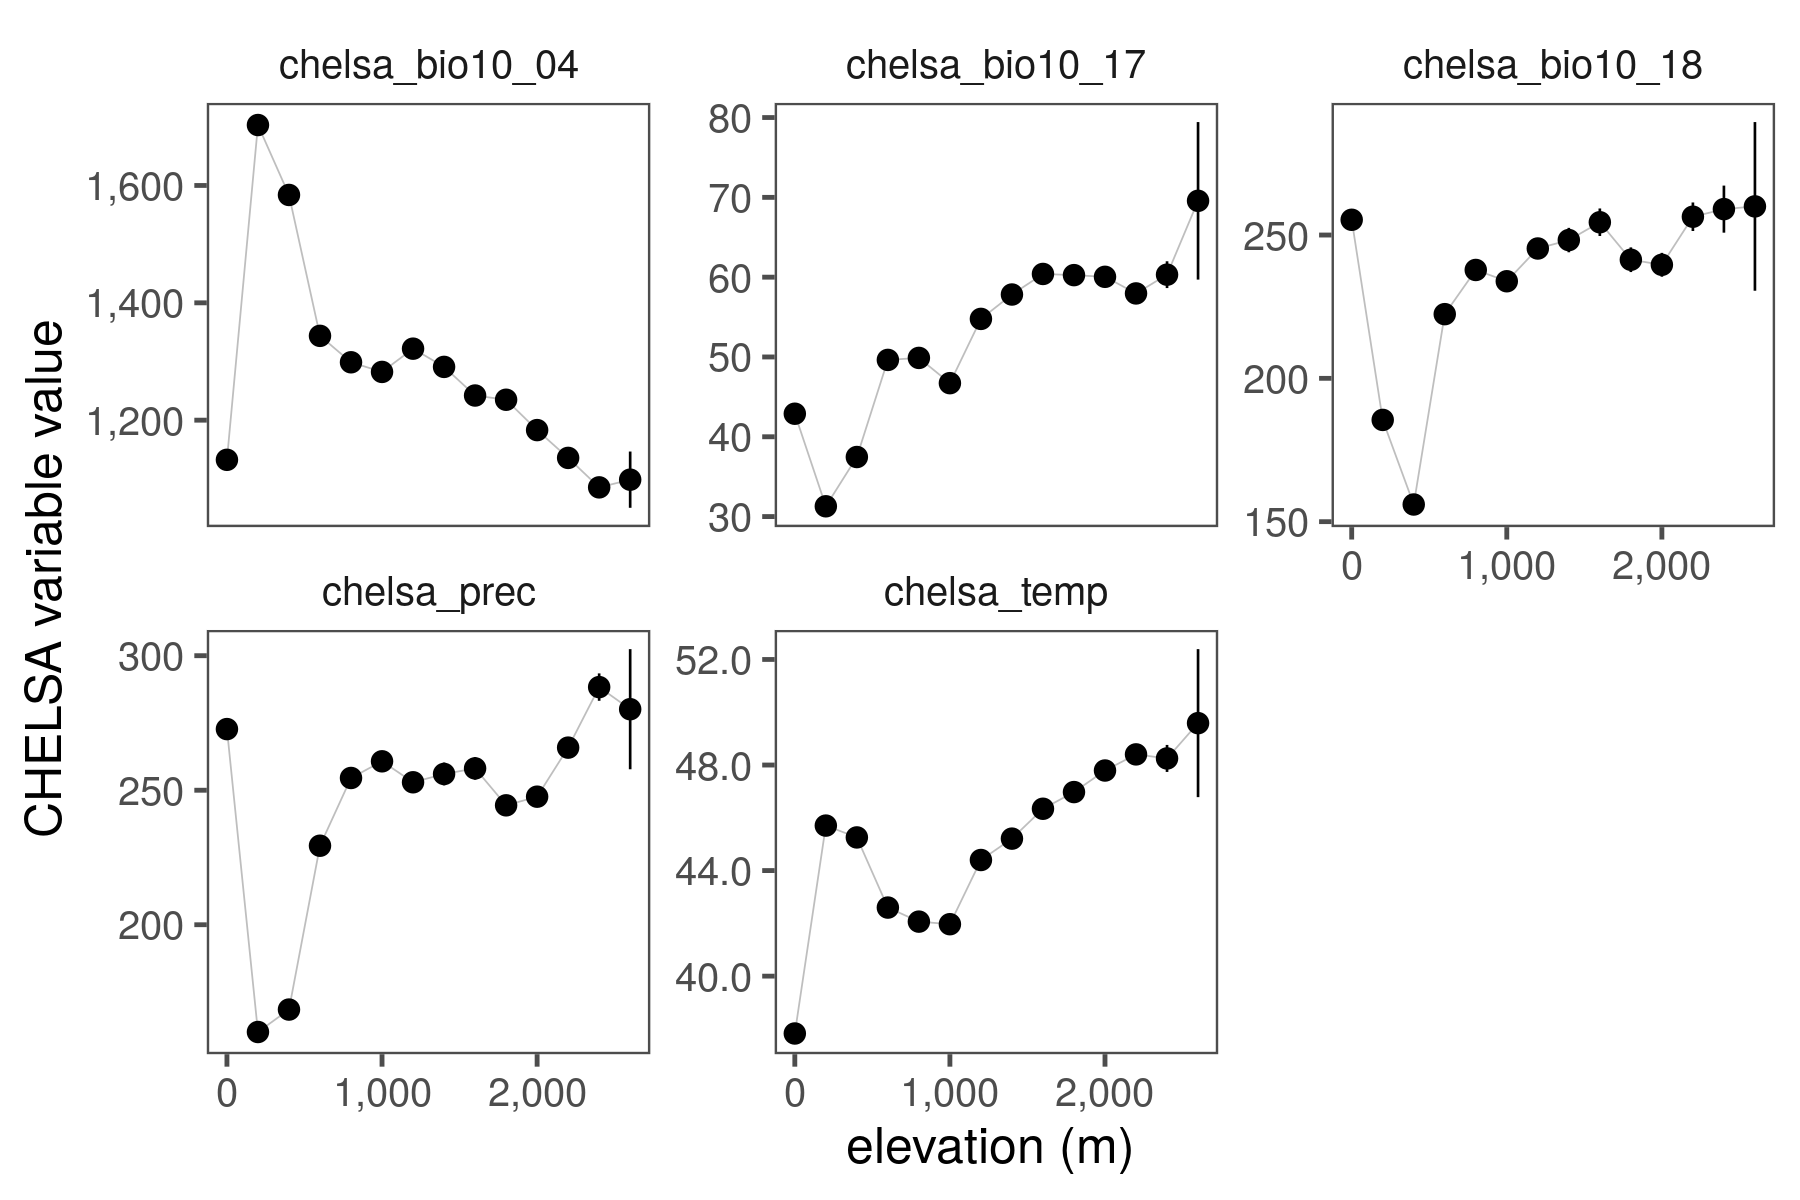 chelsa_bio10_04
chelsa_bio10_17
chelsa_bio10_18
1,600
1,400
1,200
80
70
60
50
40
30
250
200
150
0 1,000 2,000
CHELSA variable value
chelsa_prec
chelsa_temp
300
250
200
52.0
48.0
44.0
40.0
0 1,000 2,000
0 1,000 2,000
elevation (m)